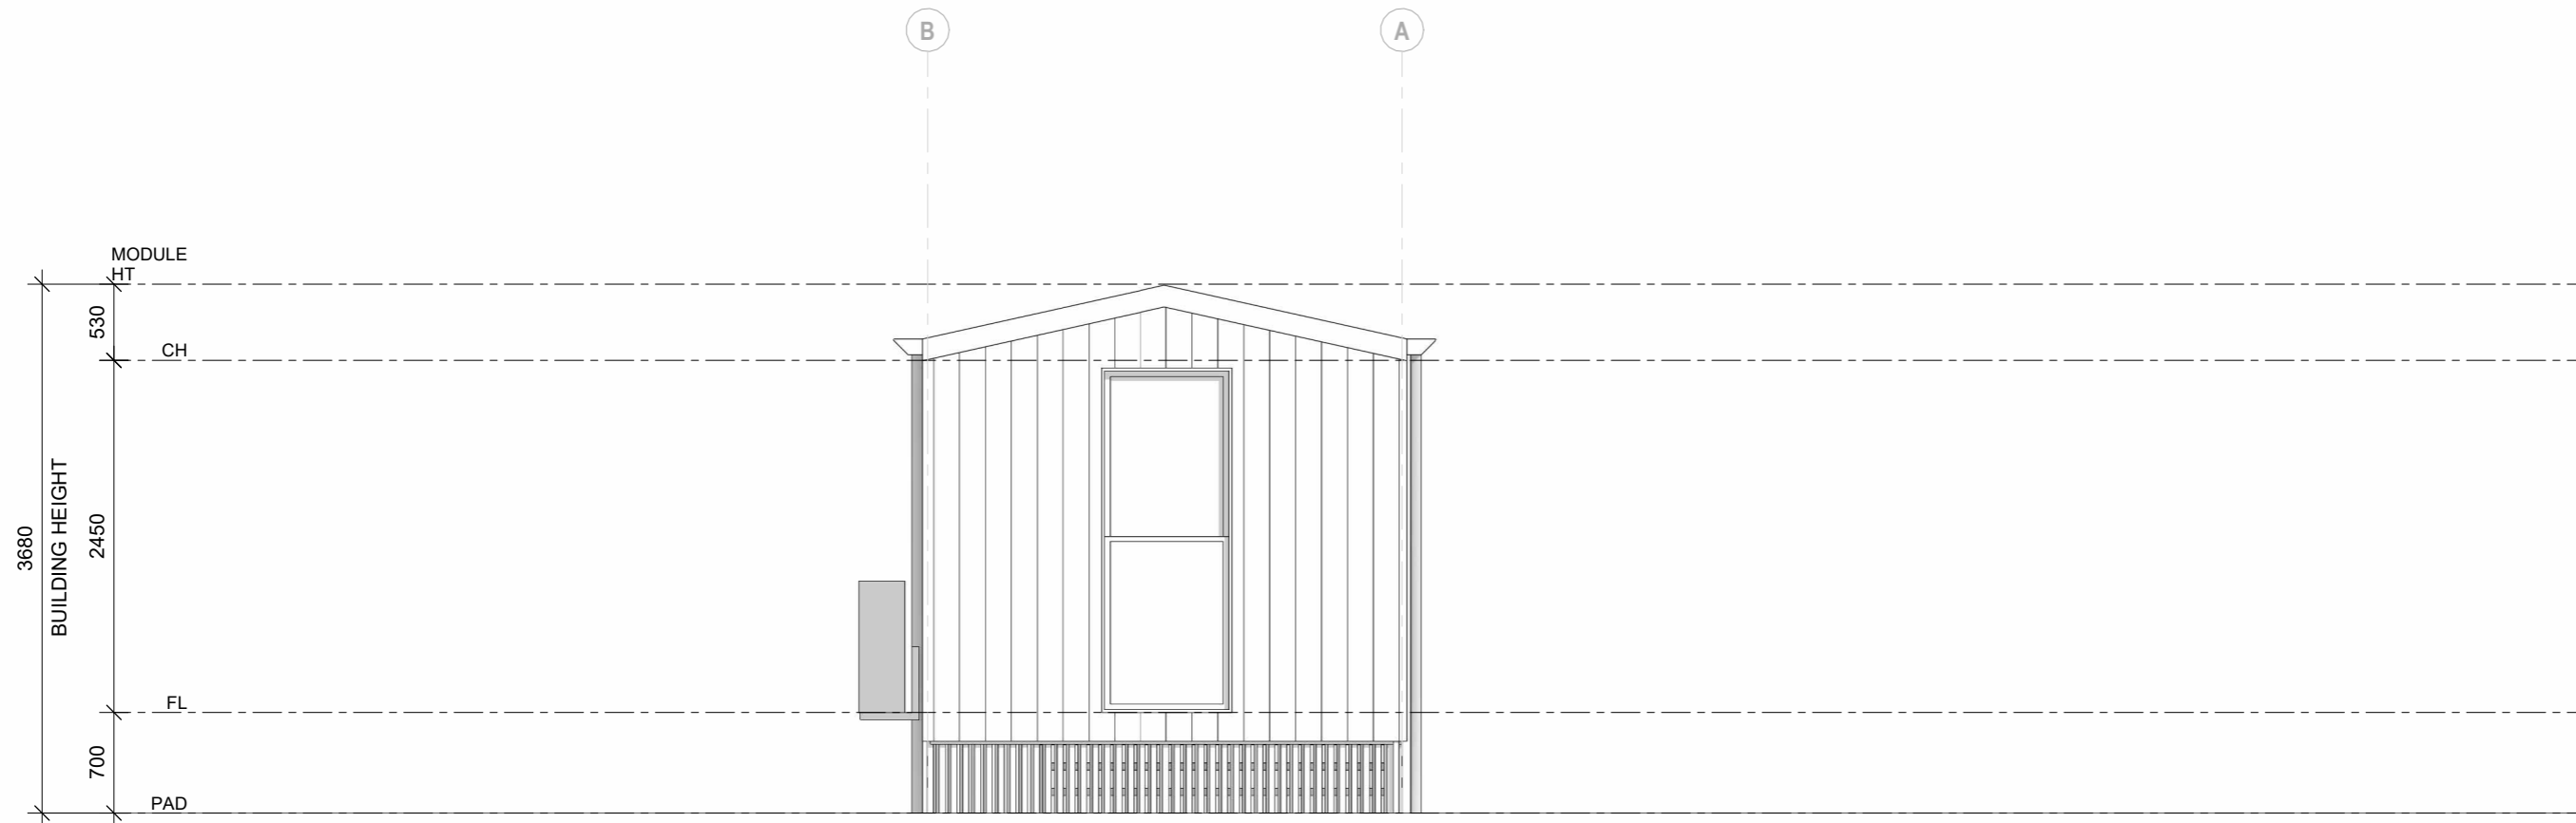 B
A
MODULE
HT
530
CH
3680
BUILDING HEIGHT
2450
FL
700
PAD